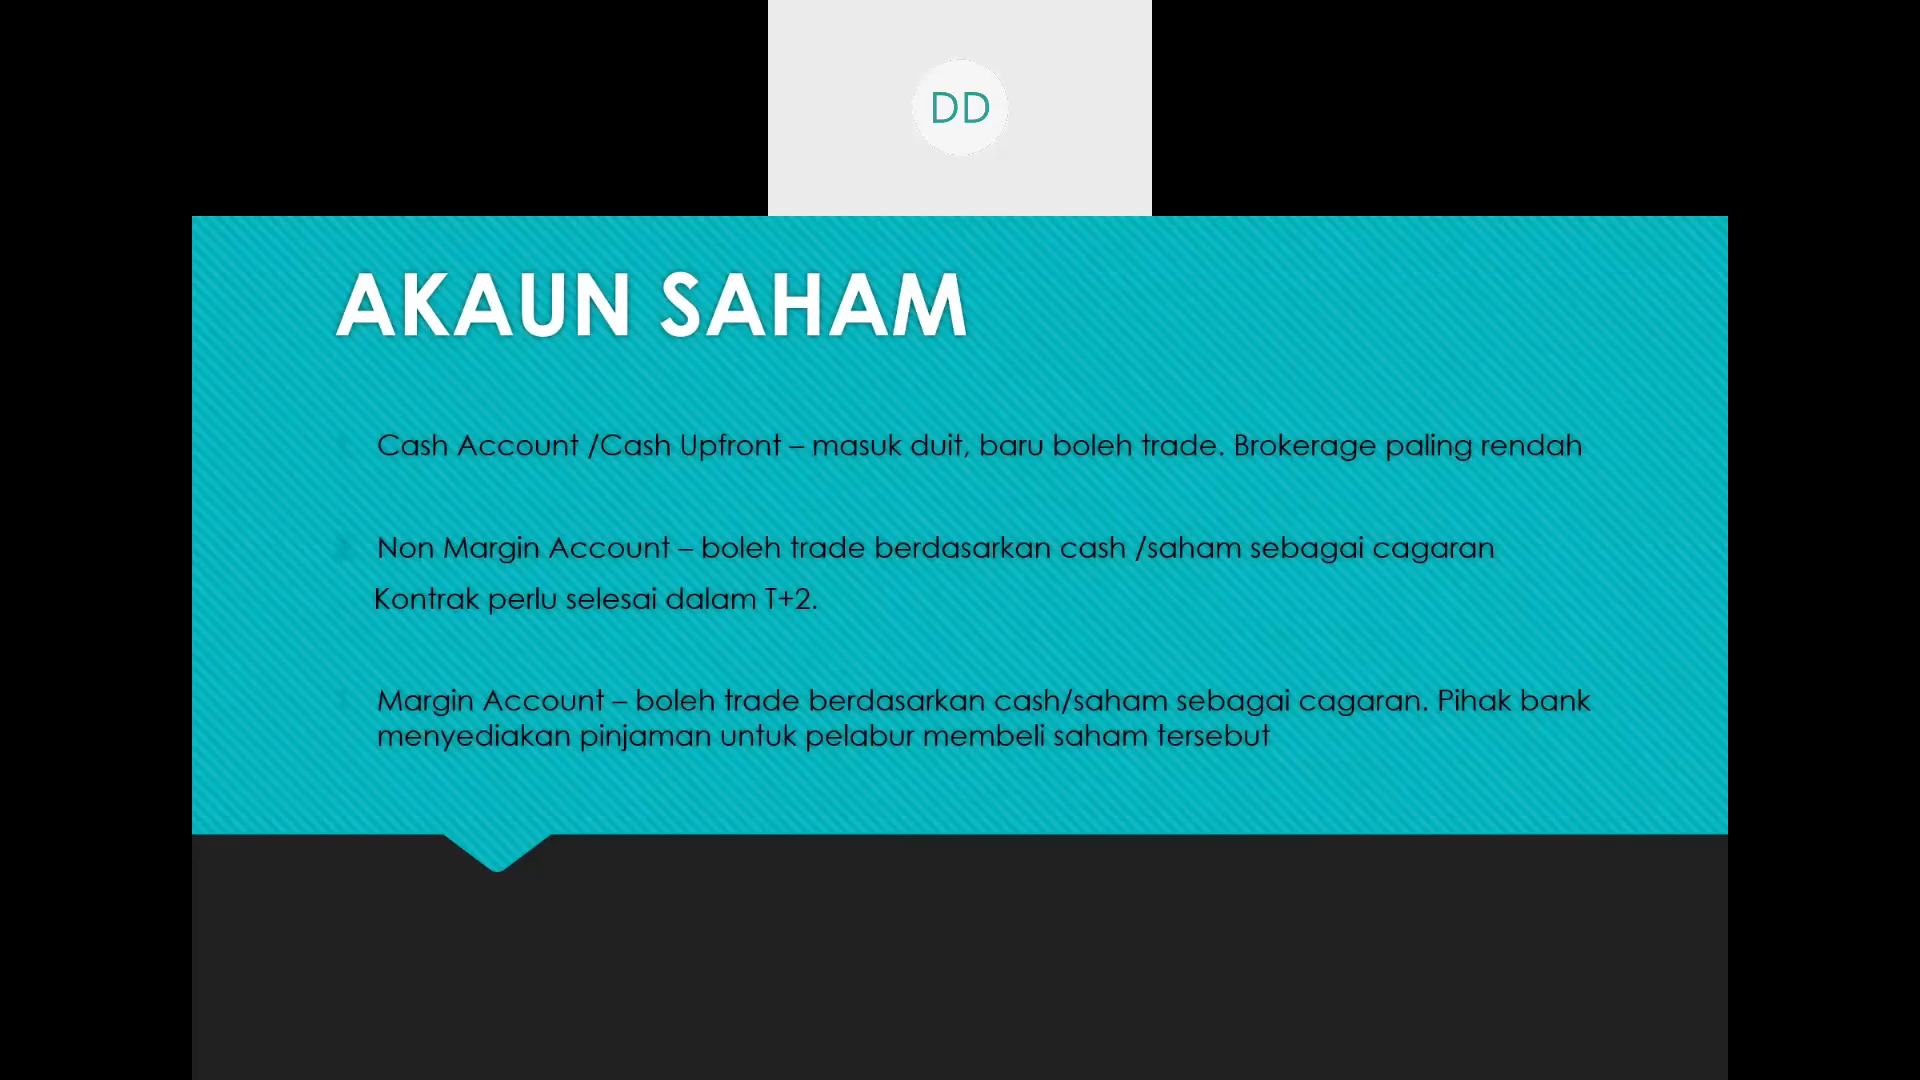 DD
AKAUN SAHAM
Cash Account /Cash Upfront – masuk duit, baru boleh trade. Brokerage paling rendah
Non Margin Account – boleh trade berdasarkan cash /saham sebagai cagaran
Kontrak perlu selesai dalam T+2.
Margin Account – boleh trade berdasarkan cash/saham sebagai cagaran. Pihak bank
menyediakan pinjaman untuk pelabur membeli saham tersebut